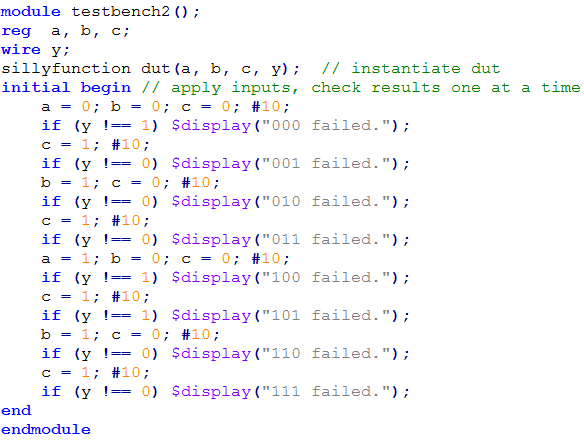 module testbench2();
reg  a, b, c;
wire y;
sillyfunction dut(a, b, c, y);  // instantiate dut
initial begin // apply inputs, check results one at a time
    a = 0; b = 0; c = 0; #10;
    if (y !== 1) $display("000 failed.");
    c = 1; #10;
    if (y !== 0) $display("001 failed.");
    b = 1; c = 0; #10;
    if (y !== 0) $display("010 failed.");
    c = 1; #10;
    if (y !== 0) $display("011 failed.");
    a = 1; b = 0; c = 0; #10;
    if (y !== 1) $display("100 failed.");
    c = 1; #10;
    if (y !== 1) $display("101 failed.");
    b = 1; c = 0; #10;
    if (y !== 0) $display("110 failed.");
    c = 1; #10;
    if (y !== 0) $display("111 failed.");
end
endmodule